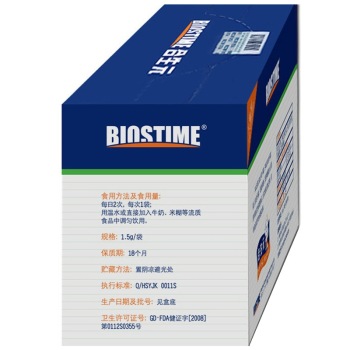 BIOSTIME 合生元
BIOSTIME®
食用方法及食用量:
每日2次，每次1袋;
用温水或直接加入牛奶、米糊等流质
食品中调匀饮用。
规格: 1.5g/袋
保质期: 18个月
贮藏方法: 置阴凉避光处
执行标准: Q/HSYJK 0011S
生产日期及批号: 见盒底
卫生许可证号: GD-FDA健证字[2008]
第0112S0355号